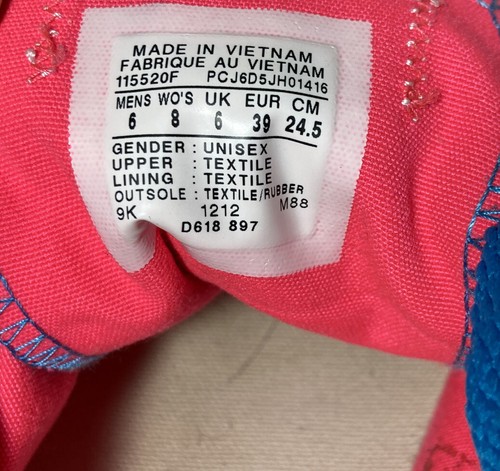 MADE IN VIETNAM
FABRIQUE AU VIETNAM
115520F PCJ6D5JH01416
MENS WO'S UK EUR CM
6 8 6 39 24.5
GENDER : UNISEX
UPPER : TEXTILE
LINING : TEXTILE
OUTSOLE : TEXTILE/RUBBER
9K 1212 M88
D618 897